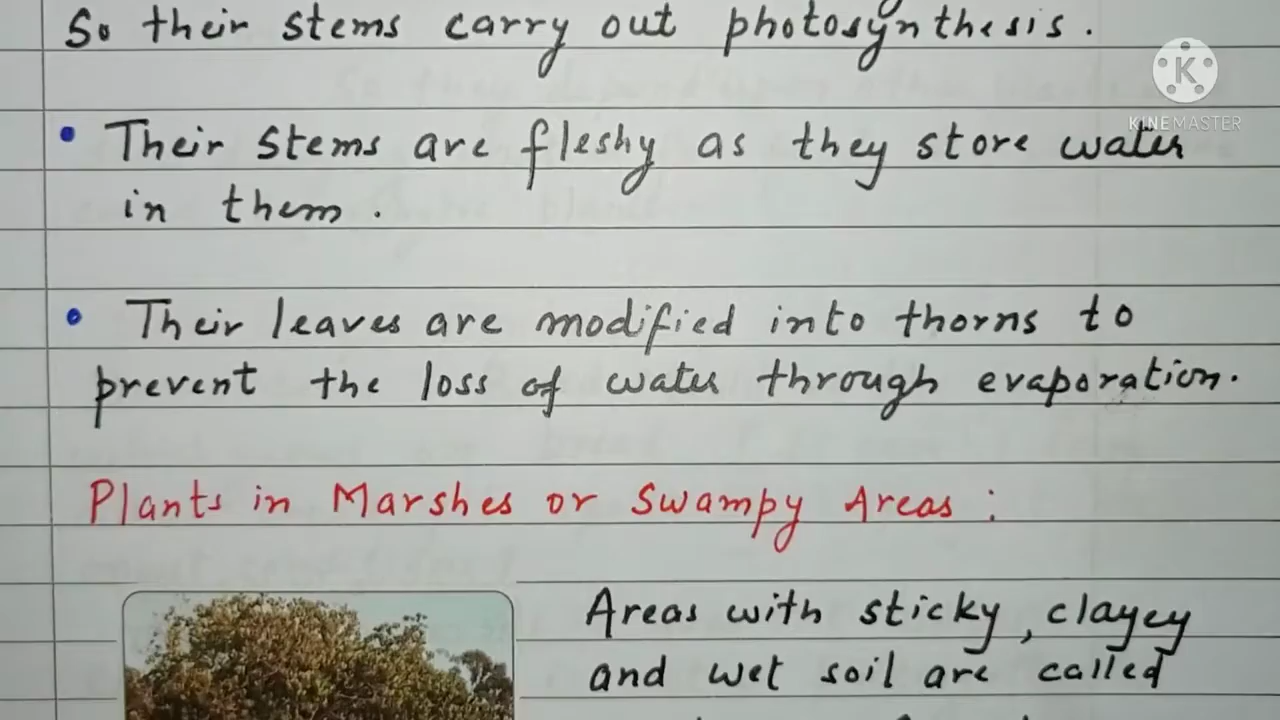 So their stems carry out photosynthesis.
K
KINEMASTER
• Their stems are fleshy as they store water
in them.
• Their leaves are modified into thorns to
prevent the loss of water through evaporation.
Plants in Marshes or Swampy Areas :
Areas with sticky, clayey
and wet soil are called